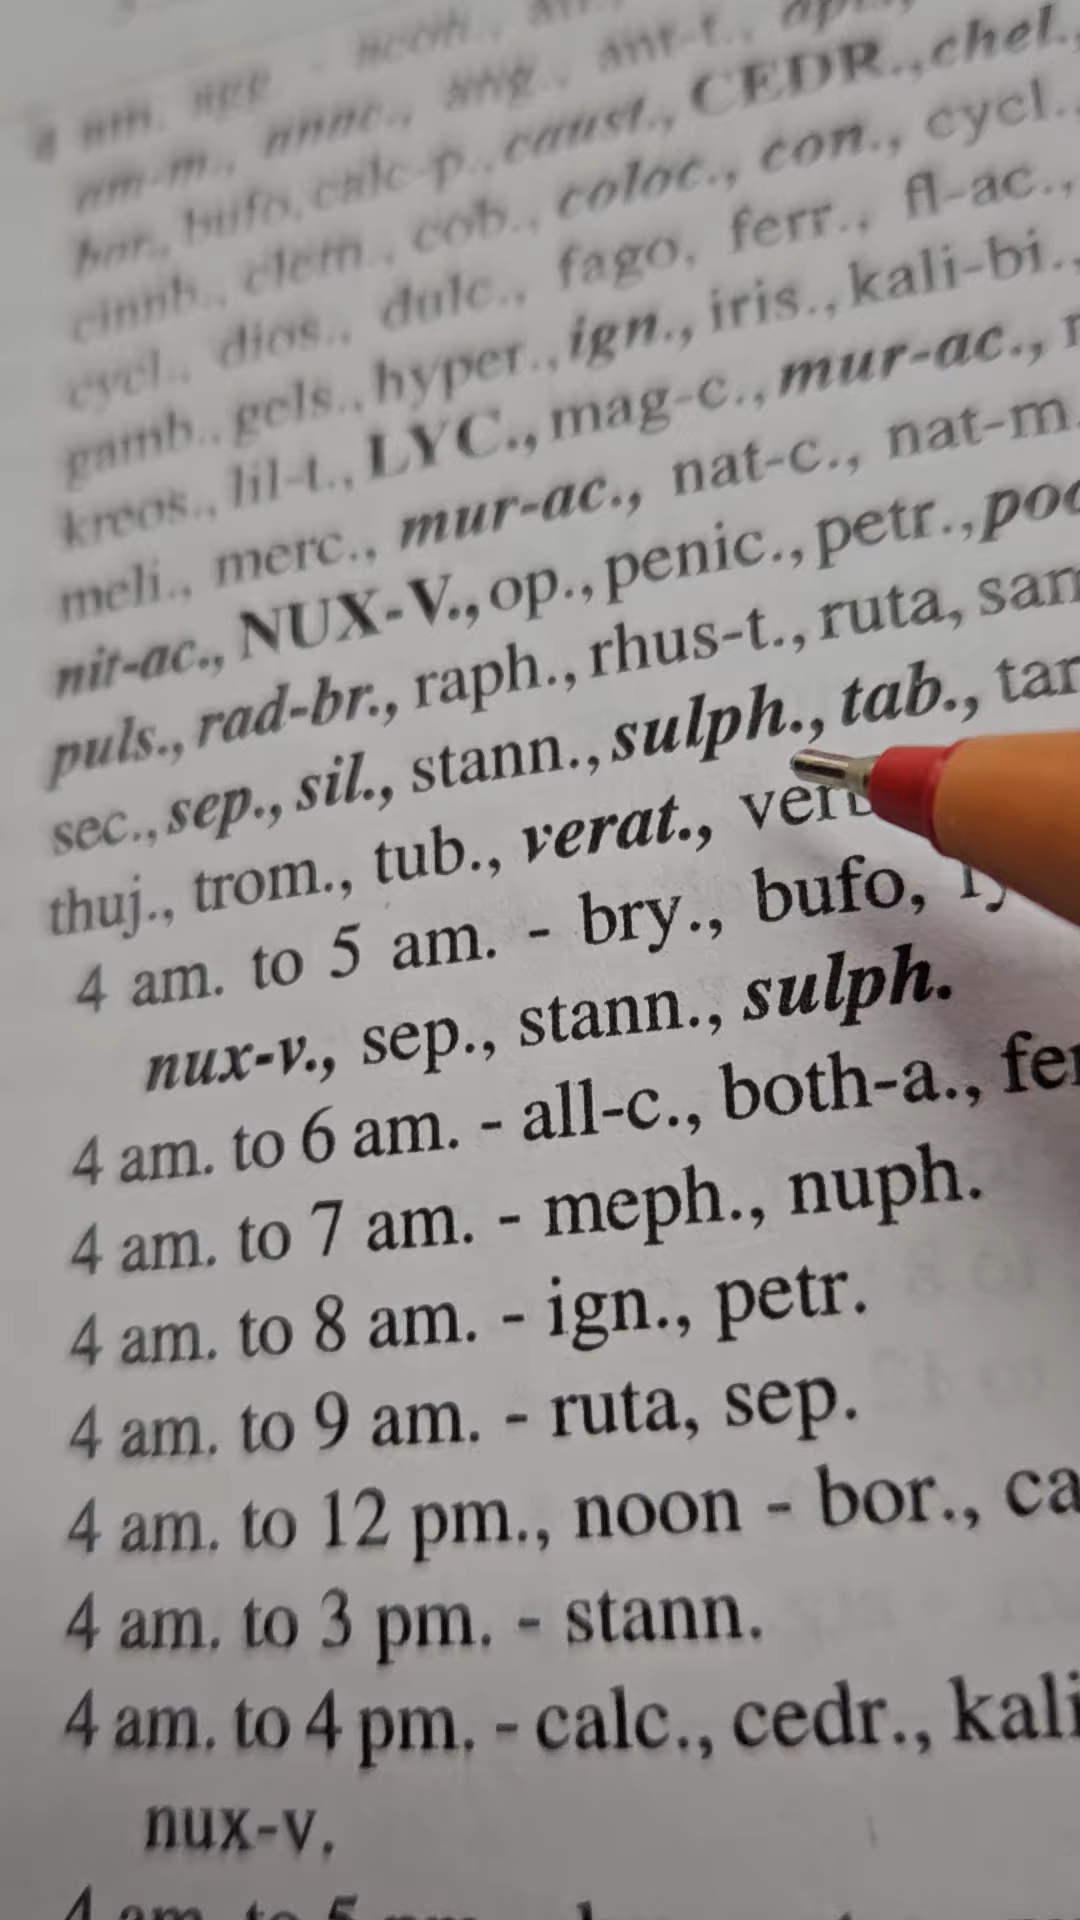 am-m., anac., ang., ant-t.,
bor., bufo, calc-p., caust., CEDR., chel.,
cinnb., clem., cob., coloc., con., cycl.,
cycl., dios., dulc., fago, ferr., fl-ac.,
gamb., gels., hyper., ign., iris., kali-bi.,
kreos., lil-t., LYC., mag-c., mur-ac.,
meli., merc., mur-ac., nat-c., nat-m.
nit-ac., NUX-V., op., penic., petr.,
puls., rad-br., raph., rhus-t., ruta,
sec., sep., sil., stann., sulph., tab.,
thuj., trom., tub., verat.,
4 am. to 5 am. - bry., bufo,
nux-v., sep., stann., sulph.
4 am. to 6 am. - all-c., both-a.,
4 am. to 7 am. - meph., nuph.
4 am. to 8 am. - ign., petr.
4 am. to 9 am. - ruta, sep.
4 am. to 12 pm., noon - bor.,
4 am. to 3 pm. - stann.
4 am. to 4 pm. - calc., cedr., kali
nux-v.